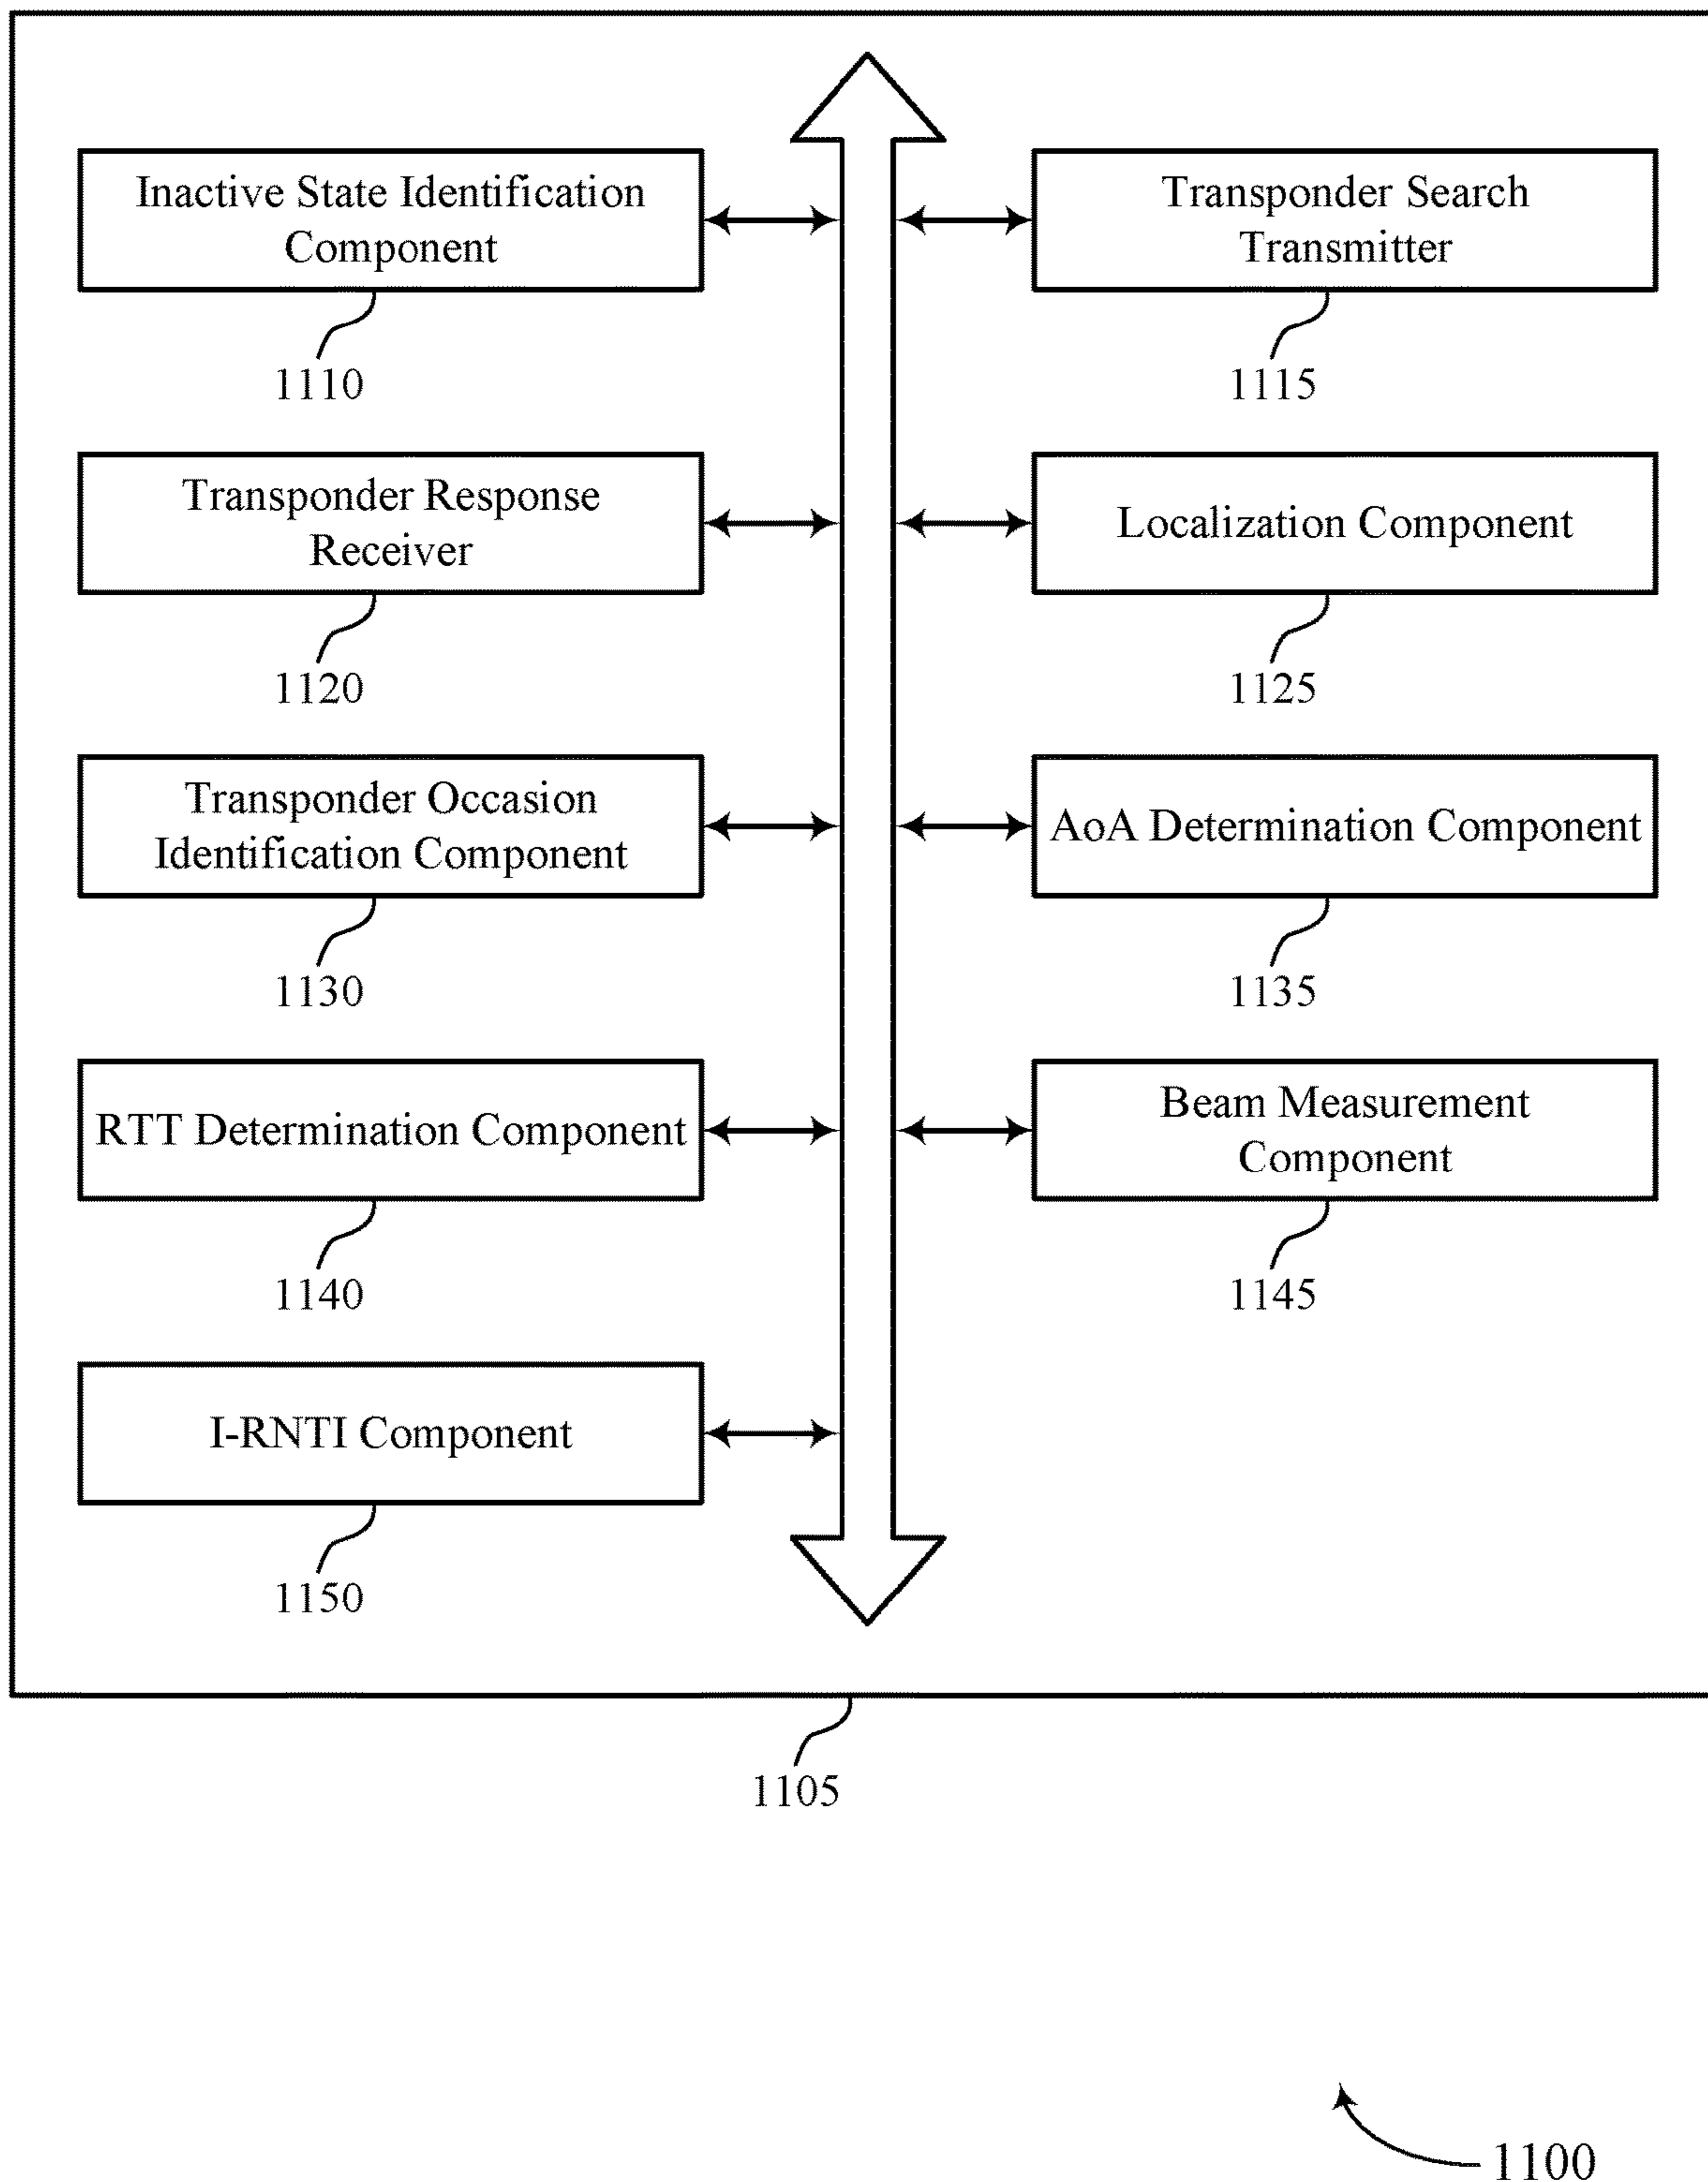 Inactive State Identification
Component
1110
Transponder Search
Transmitter
1115
Transponder Response
Receiver
1120
Localization Component
1125
Transponder Occasion
Identification Component
1130
AoA Determination Component
1135
RTT Determination Component
1140
Beam Measurement
Component
1145
I-RNTI Component
1150
1105
1100